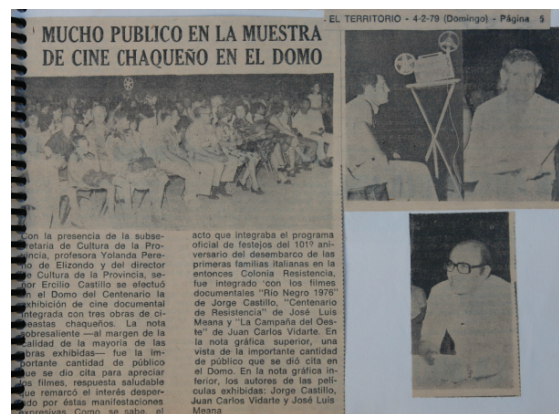 EL TERRITORIO - 4-2-79 (Domingo) - Página 5
MUCHO PUBLICO EN LA MUESTRA
DE CINE CHAQUEÑO EN EL DOMO
Con la presencia de la subse-
cretaria de Cultura de la Pro-
vincia, profesora Yolanda Pere-
no de Elizondo y del director
de Cultura de la Provincia, se-
ñor Ercilio Castillo se efectuó
en el Domo del Centenario la
exhibición de cine documental
integrada con tres obras de ci-
neastas chaqueños. La nota
sobresaliente —al margen de la
calidad de la mayoría de las
obras exhibidas— fue la im-
portante cantidad de público
que se dio cita para apreciar
los filmes, respuesta saludable
que remarcó el interés desper-
tado por éstas manifestaciones
expresivas. Como se sabe, el
acto que integraba el programa
oficial de festejos del 101º ani-
versario del desembarco de las
primeras familias italianas en la
entonces Colonia Resistencia,
fue integrado con los films
documentales "Río Negro 1976"
de Jorge Castillo, "Centenario
de Resistencia" de José Luis
Meana y "La Campaña del Oes-
te" de Juan Carlos Vidarte. En
la nota gráfica superior, una
vista de la importante cantidad
de público que se dió cita en
el Domo. En la nota gráfica in-
ferior, los autores de las pelí-
culas exhibidas: Jorge Castillo,
Juan Carlos Vidarte y José Luis
Meana